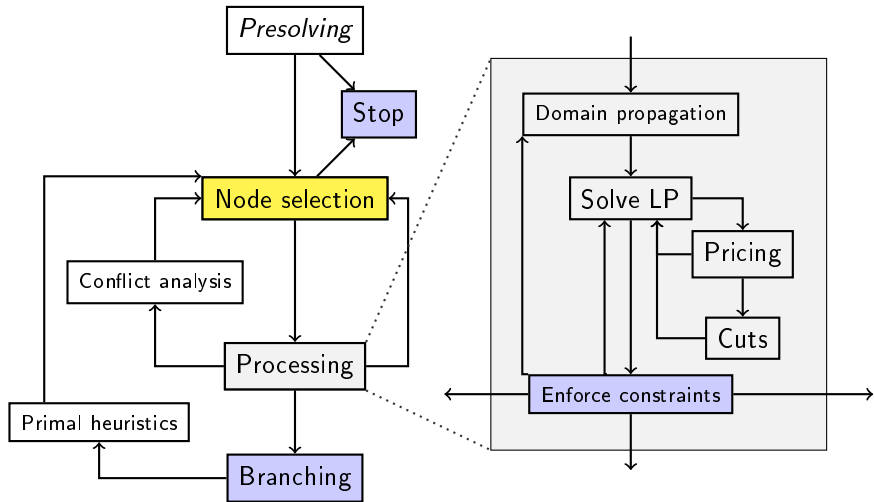 Presolving
Stop
Node selection
Conflict analysis
Processing
Primal heuristics
Branching
Domain propagation
Solve LP
Pricing
Cuts
Enforce constraints